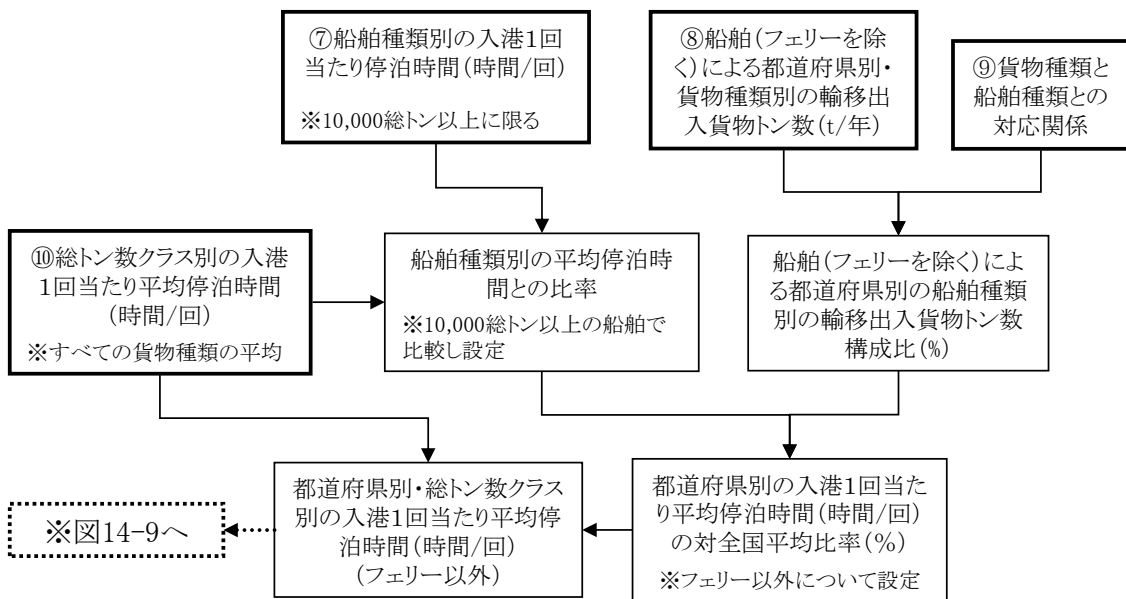 ⑦船舶種類別の入港1回
当たり停泊時間(時間/回)
※10,000総トン以上に限る
⑧船舶(フェリーを除
く)による都道府県別・
貨物種類別の輸移出
入貨物トン数(t/年)
⑨貨物種類と
船舶種類との
対応関係
⑩総トン数クラス別の入港
1回当たり平均停泊時間
(時間/回)
※すべての貨物種類の平均
船舶種類別の平均停泊時
間との比率
※10,000総トン以上の船舶で
比較し設定
船舶(フェリーを除く)によ
る都道府県別の船舶種類
別の輸移出入貨物トン数
構成比(%)
※図14-9へ
都道府県別・総トン数クラス
別の入港1回当たり平均停
泊時間(時間/回)
(フェリー以外)
都道府県別の入港1回当た
り平均停泊時間(時間/回)
の対全国平均比率(%)
※フェリー以外について設定